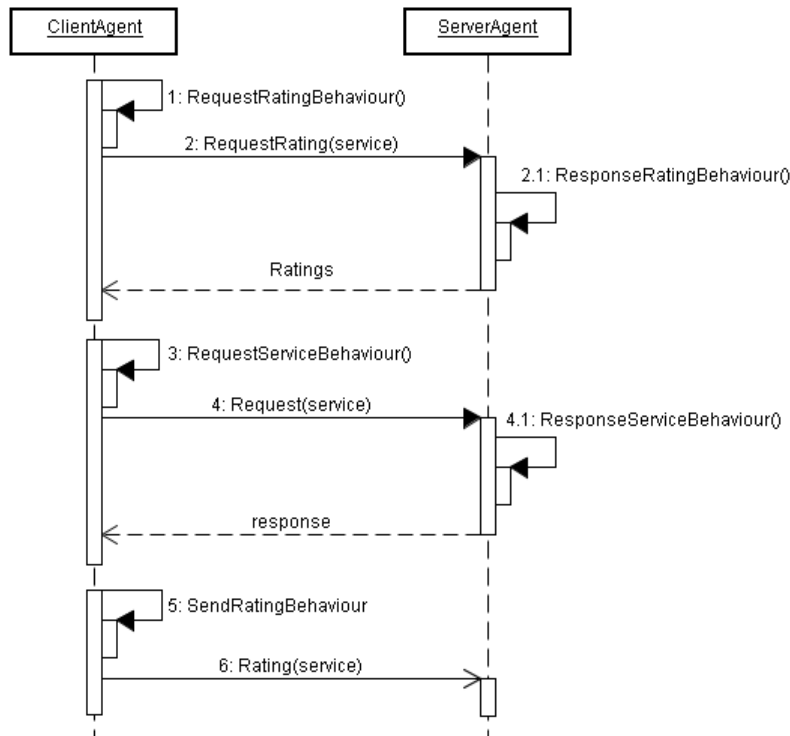 ClientAgent
ServerAgent
1: RequestRatingBehaviour()
2: RequestRating(service)
2.1: ResponseRatingBehaviour()
Ratings
3: RequestServiceBehaviour()
4: Request(service)
4.1: ResponseServiceBehaviour()
response
5: SendRatingBehaviour
6: Rating(service)